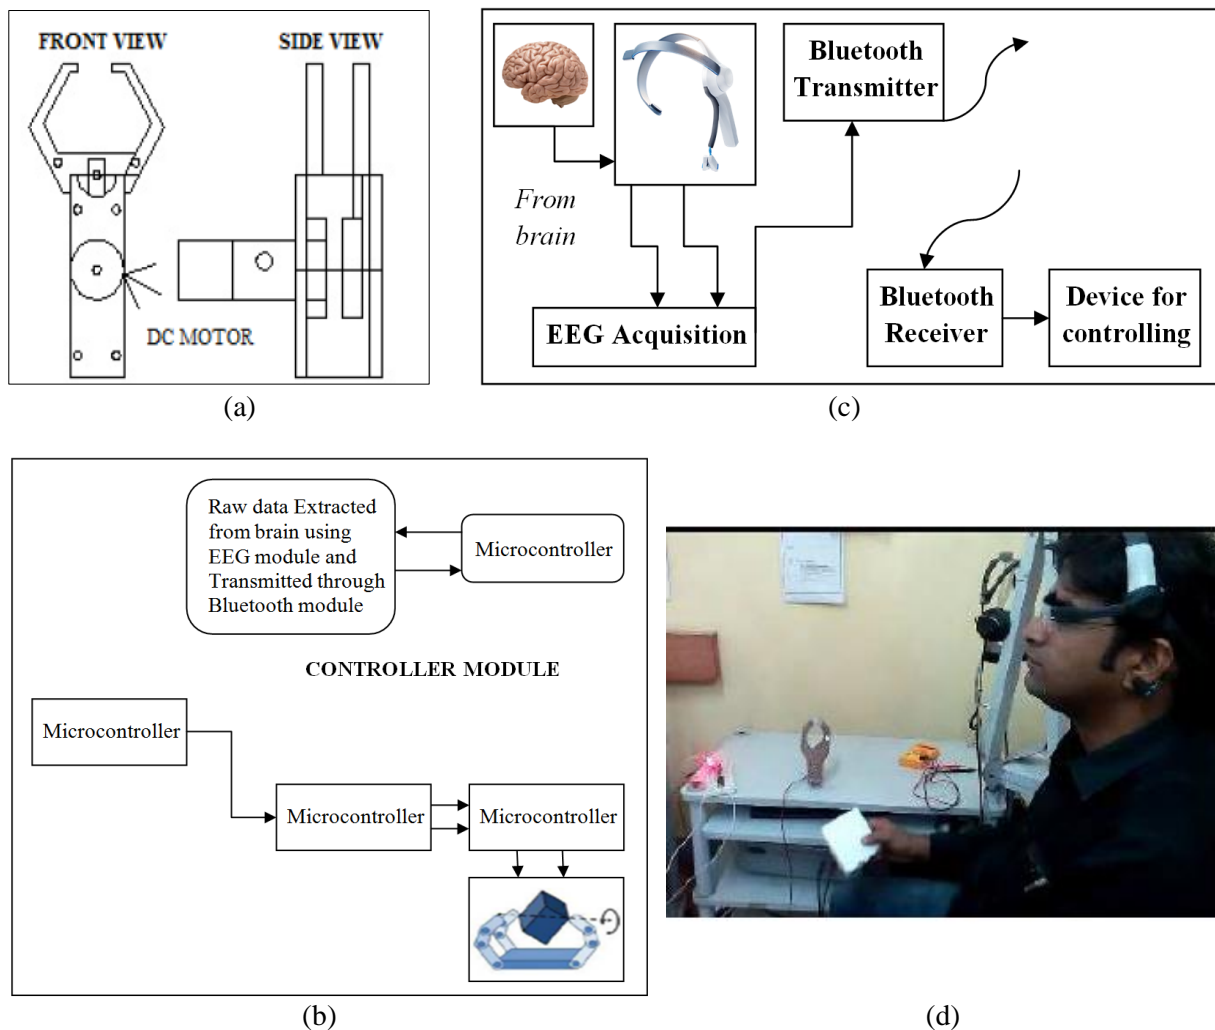 FRONT VIEW
SIDE VIEW
DC MOTOR
(a)
From
brain
EEG Acquisition
Bluetooth
Transmitter
Bluetooth
Receiver
Device for
controlling
(c)
Raw data Extracted
from brain using
EEG module and
Transmitted through
Bluetooth module
Microcontroller
CONTROLLER MODULE
Microcontroller
Microcontroller
Microcontroller
(b)
(d)